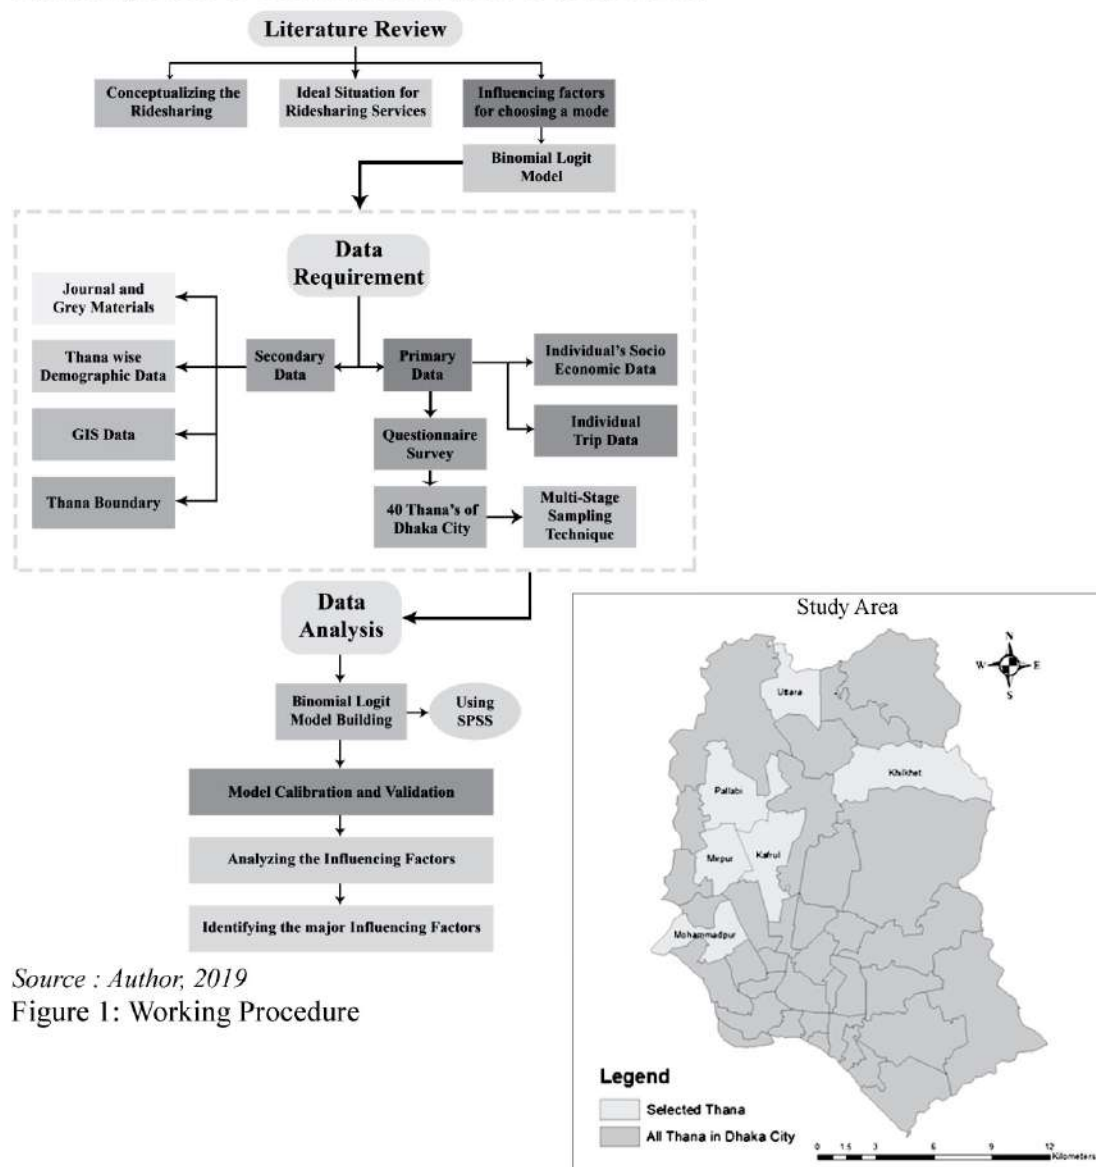 Literature Review
Conceptualizing the
Ridesharing
Ideal Situation for
Ridesharing Services
Influencing factors
for choosing a mode
Binomial Logit
Model
Data
Requirement
Journal and
Grey Materials
Thana wise
Demographic Data
GIS Data
Thana Boundary
Secondary
Data
Primary
Data
Individual's Socio
Economic Data
Individual
Trip Data
Questionnaire
Survey
40 Thana's of
Dhaka City
Multi-Stage
Sampling
Technique
Data
Analysis
Binomial Logit
Model Building
Using
SPSS
Model Calibration and Validation
Analyzing the Influencing Factors
Identifying the major Influencing Factors
Source : Author, 2019
Figure 1: Working Procedure
Study Area
N
W E
S
Uttara
Khilkhet
Pallabi
Mirpur
Kafrul
Mohammadpur
Legend
Selected Thana
All Thana in Dhaka City
0 1.5 3 6 9 12
Kilometers